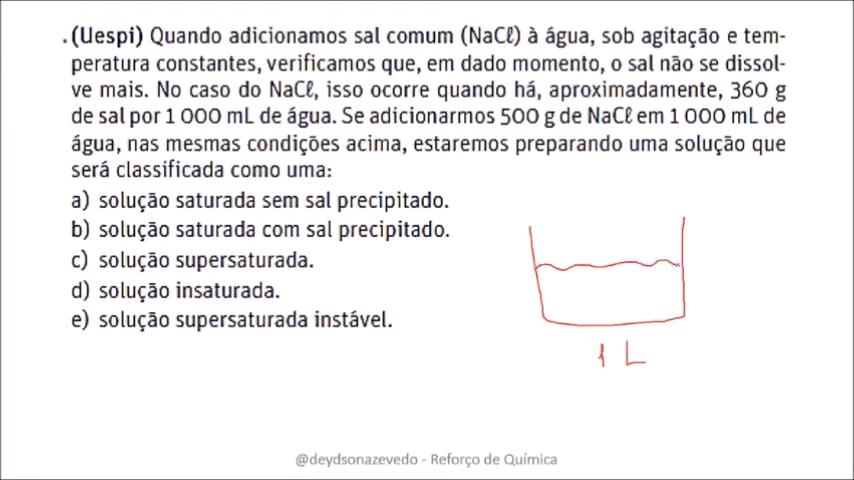 . (Uespi) Quando adicionamos sal comum (NaCℓ) à água, sob agitação e tem-
peratura constantes, verificamos que, em dado momento, o sal não se dissol-
ve mais. No caso do NaCℓ, isso ocorre quando há, aproximadamente, 360 g
de sal por 1 000 mL de água. Se adicionarmos 500 g de NaCℓ em 1 000 mL de
água, nas mesmas condições acima, estaremos preparando uma solução que
será classificada como uma:
a) solução saturada sem sal precipitado.
b) solução saturada com sal precipitado.
c) solução supersaturada.
d) solução insaturada.
e) solução supersaturada instável.
1 L
@deydsonazevedo - Reforço de Química